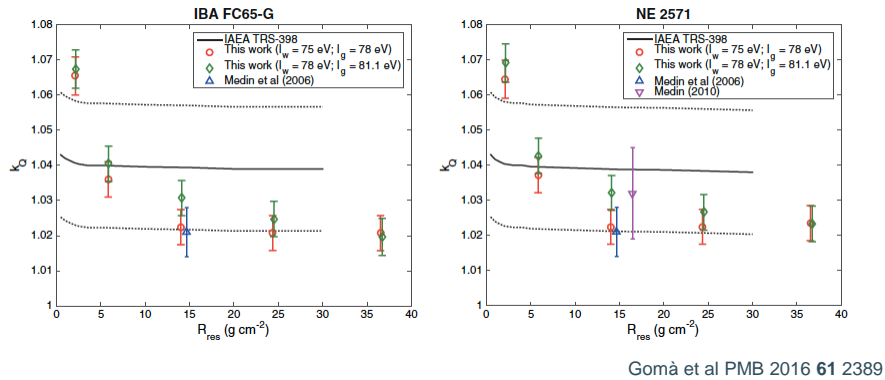 IBA FC65-G
1.08
1.07
1.06
1.05
1.04
1.03
1.02
1.01
1
k_Q
0 5 10 15 20 25 30 35 40
R_res (g cm^-2)
IAEA TRS-398
This work (I_w = 75 eV; I_g = 78 eV)
This work (I_w = 78 eV; I_g = 81.1 eV)
Medin et al (2006)
NE 2571
1.08
1.07
1.06
1.05
1.04
1.03
1.02
1.01
1
k_Q
0 5 10 15 20 25 30 35 40
R_res (g cm^-2)
IAEA TRS-398
This work (I_w = 75 eV; I_g = 78 eV)
This work (I_w = 78 eV; I_g = 81.1 eV)
Medin et al (2006)
Medin (2010)
Gomà et al PMB 2016 61 2389